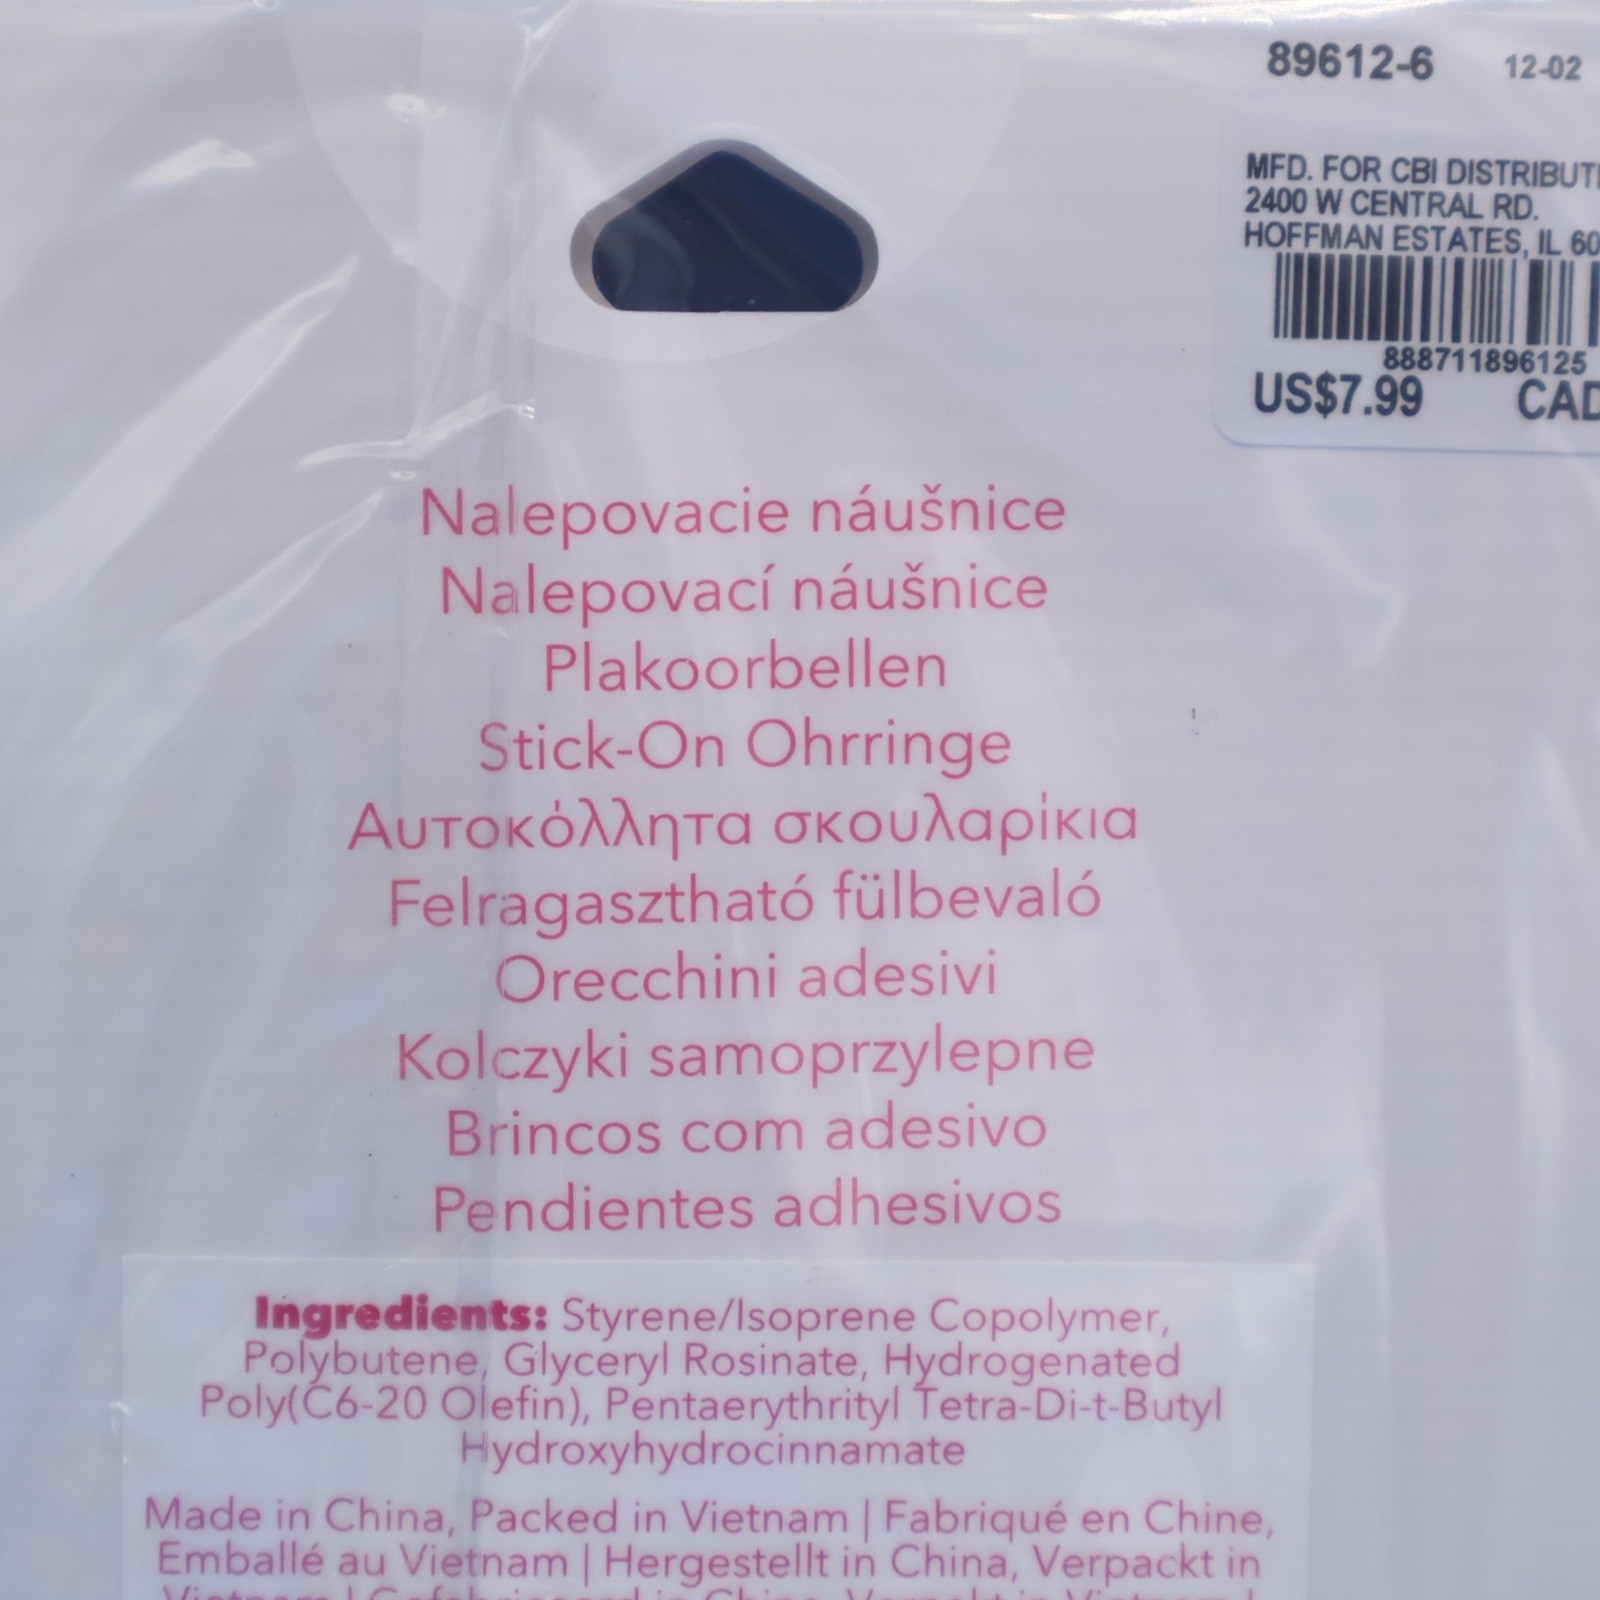 89612-6 12-02
MFD. FOR CBI
2400 W CENTRAL RD.
HOFFMAN ESTATES, IL
888711896125
US$7.99
Nalepovacie náušnice
Nalepovací náušnice
Plakoorbellen
Stick-On Ohrringe
Αυτοκόλλητα σκουλαρίκια
Felragasztható fülbevaló
Orecchini adesivi
Kolczyki samoprzylepne
Brincos com adesivo
Pendientes adhesivos
Ingredients: Styrene/Isoprene Copolymer,
Polybutene, Glyceryl Rosinate, Hydrogenated
Poly(C6-20 Olefin), Pentaerythrityl Tetra-Di-t-Butyl
Hydroxyhydrocinnamate
Made in China, Packed in Vietnam | Fabriqué en Chine,
Emballé au Vietnam | Hergestellt in China, Verpackt in